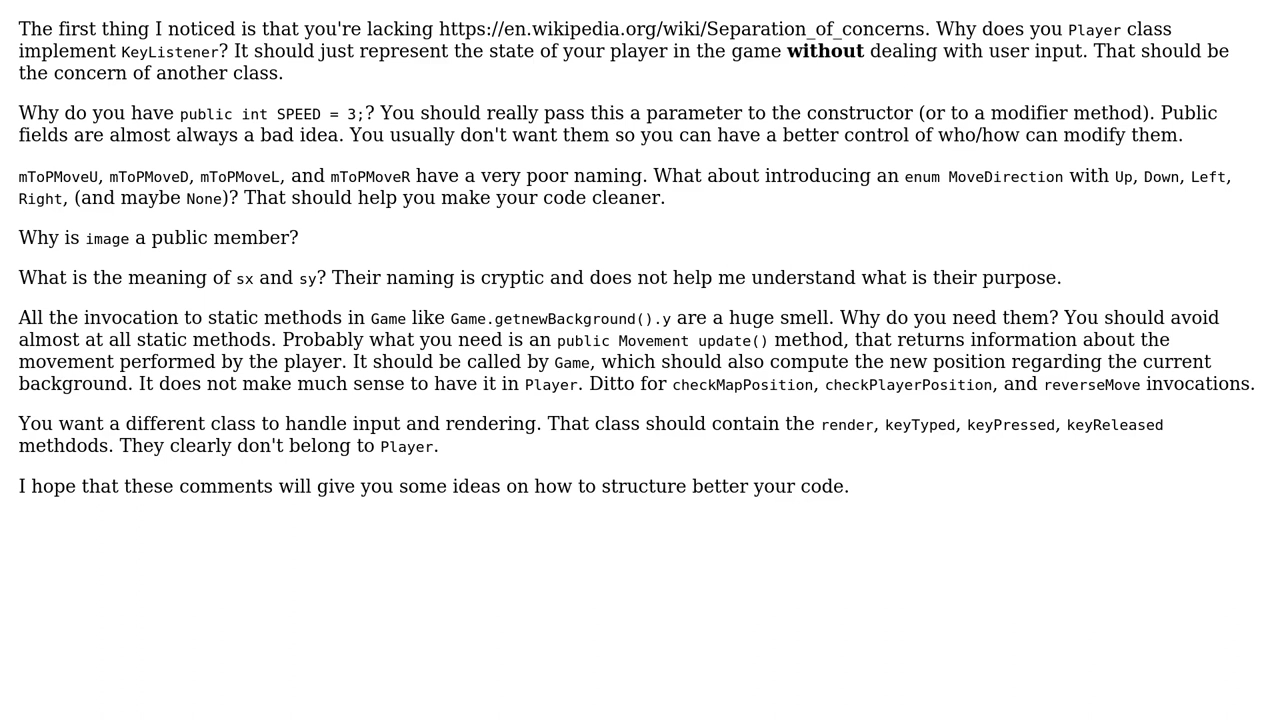 The first thing I noticed is that you're lacking https://en.wikipedia.org/wiki/Separation_of_concerns. Why does you Player class
implement KeyListener? It should just represent the state of your player in the game without dealing with user input. That should be
the concern of another class.
Why do you have public int SPEED = 3;? You should really pass this a parameter to the constructor (or to a modifier method). Public
fields are almost always a bad idea. You usually don't want them so you can have a better control of who/how can modify them.
mToPMoveU, mToPMoveD, mToPMoveL, and mToPMoveR have a very poor naming. What about introducing an enum MoveDirection with Up, Down, Left,
Right, (and maybe None)? That should help you make your code cleaner.
Why is image a public member?
What is the meaning of sx and sy? Their naming is cryptic and does not help me understand what is their purpose.
All the invocation to static methods in Game like Game.getnewBackground().y are a huge smell. Why do you need them? You should avoid
almost at all static methods. Probably what you need is an public Movement update() method, that returns information about the
movement performed by the player. It should be called by Game, which should also compute the new position regarding the current
background. It does not make much sense to have it in Player. Ditto for checkMapPosition, checkPlayerPosition, and reverseMove invocations.
You want a different class to handle input and rendering. That class should contain the render, keyTyped, keyPressed, keyReleased
methdods. They clearly don't belong to Player.
I hope that these comments will give you some ideas on how to structure better your code.